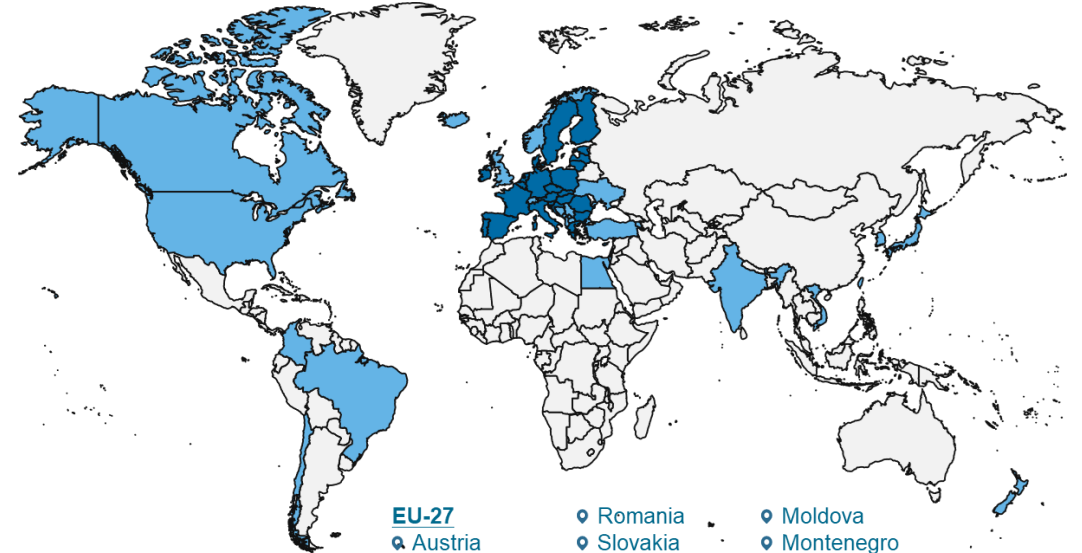 EU-27
Austria
Romania
Slovakia
Moldova
Montenegro